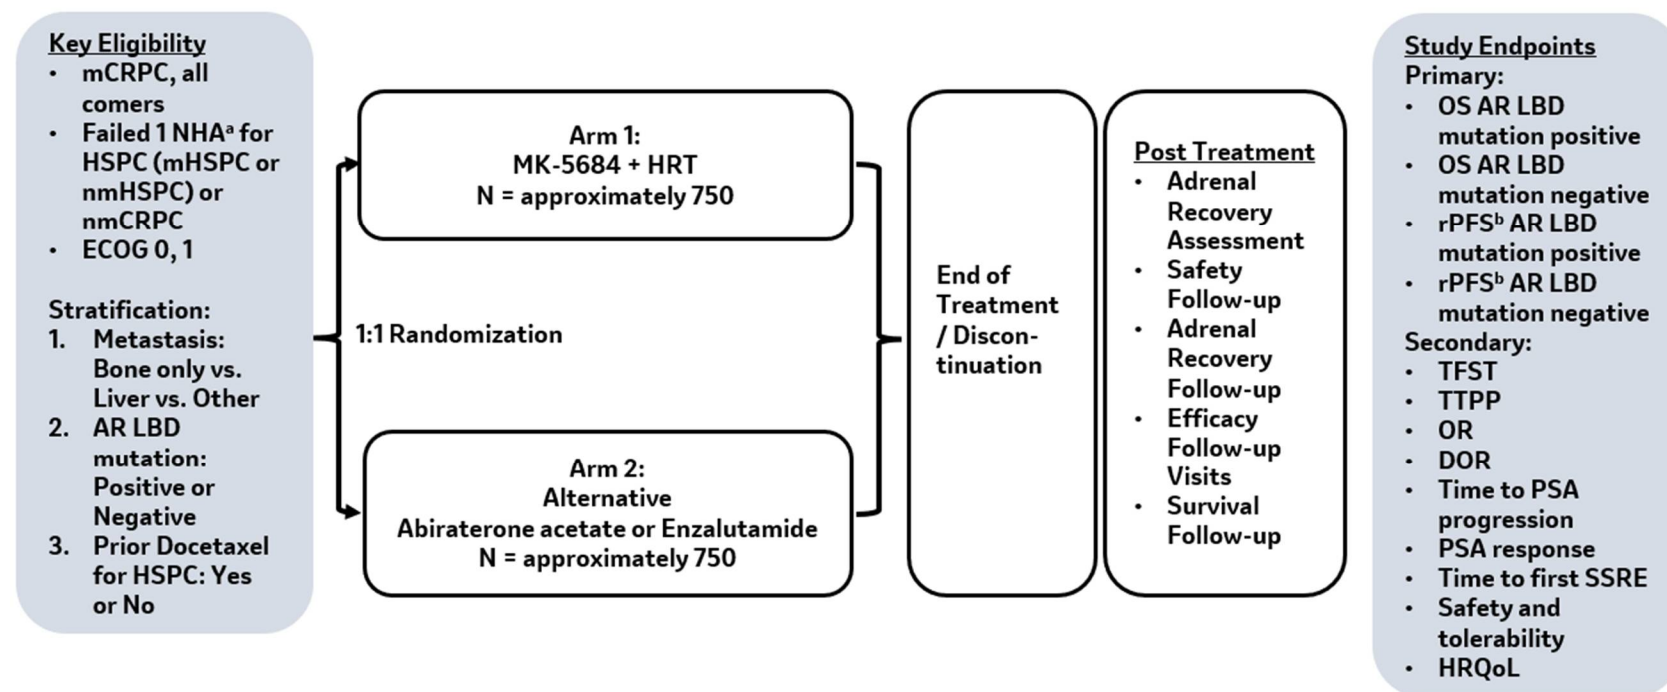 Key Eligibility
• mCRPC, all
comers
• Failed 1 NHAᵃ for
HSPC (mHSPC or
nmHSPC) or
nmCRPC
• ECOG 0, 1
Stratification:
1. Metastasis:
Bone only vs.
Liver vs. Other
2. AR LBD
mutation:
Positive or
Negative
3. Prior Docetaxel
for HSPC: Yes
or No
1:1 Randomization
Arm 1:
MK-5684 + HRT
N = approximately 750
Arm 2:
Alternative
Abiraterone acetate or Enzalutamide
N = approximately 750
End of
Treatment
/ Discon-
tinuation
Post Treatment
• Adrenal
Recovery
Assessment
• Safety
Follow-up
• Adrenal
Recovery
Follow-up
• Efficacy
Follow-up
Visits
• Survival
Follow-up
Study Endpoints
Primary:
• OS AR LBD
mutation positive
• OS AR LBD
mutation negative
• rPFSᵇ AR LBD
mutation positive
• rPFSᵇ AR LBD
mutation negative
Secondary:
• TFST
• TTPP
• OR
• DOR
• Time to PSA
progression
• PSA response
• Time to first SSRE
• Safety and
tolerability
• HRQoL